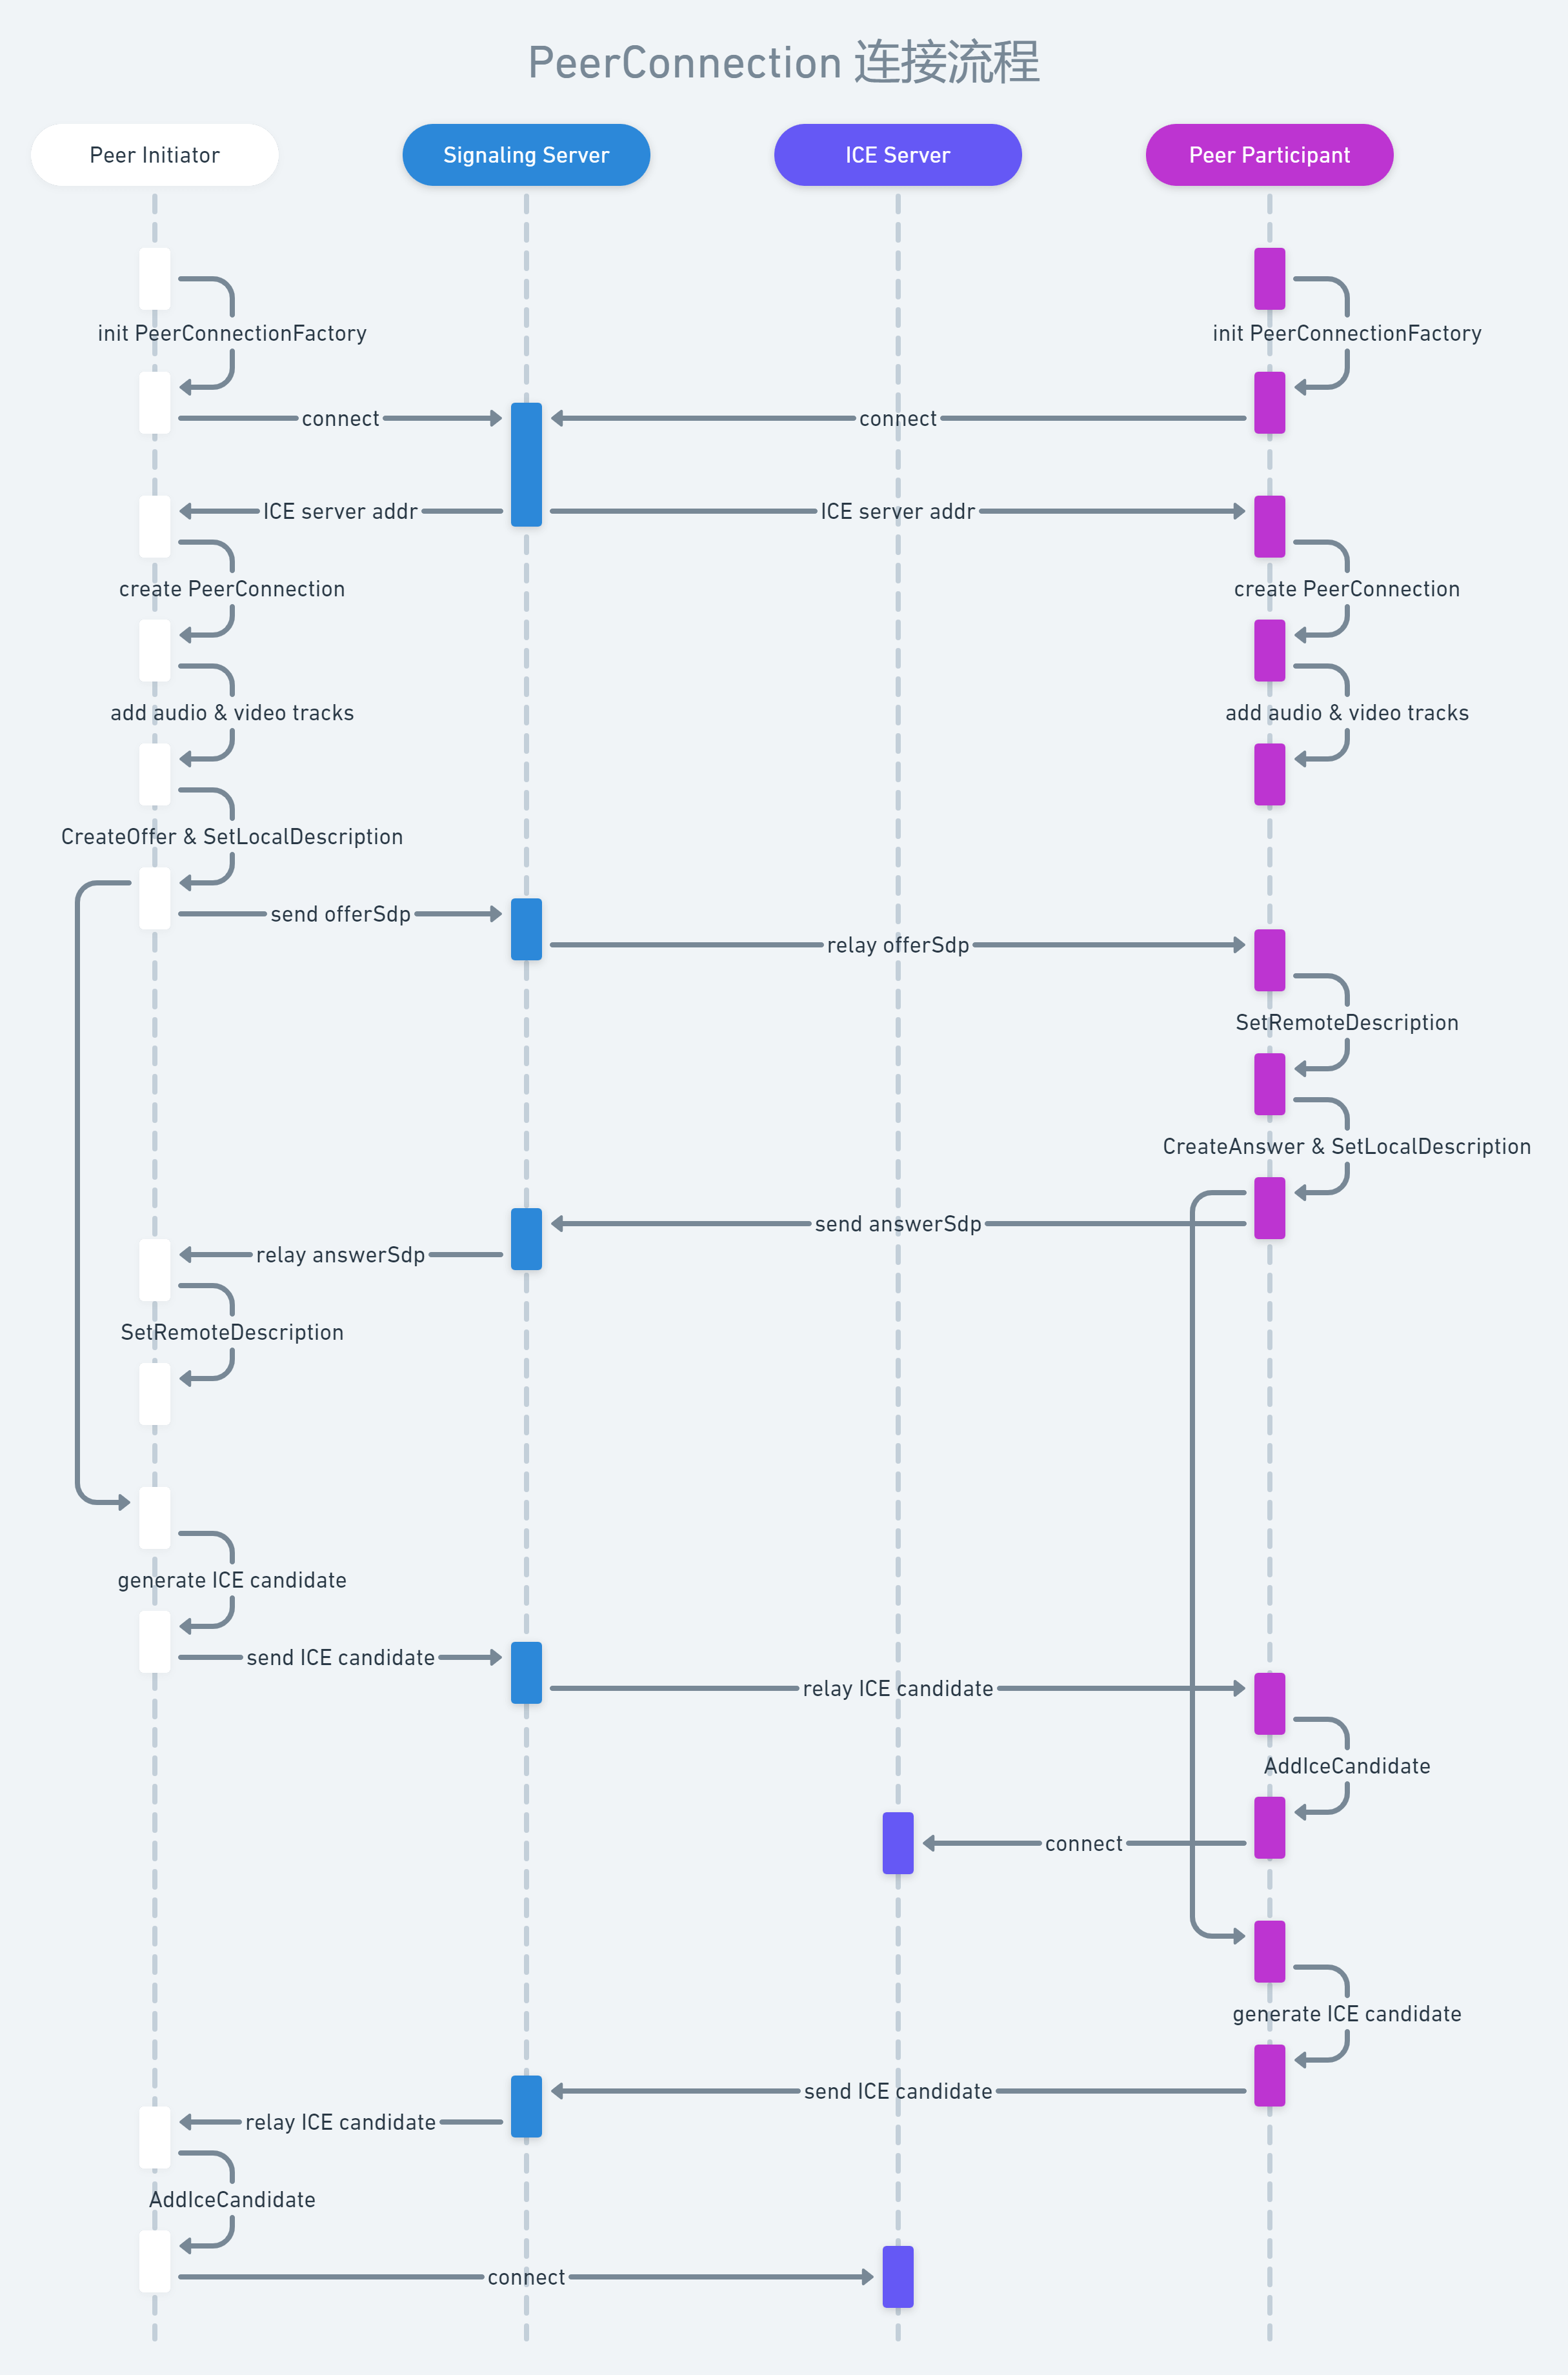 PeerConnection 连接流程
Peer Initiator
Signaling Server
ICE Server
Peer Participant
init PeerConnectionFactory
init PeerConnectionFactory
connect
connect
ICE server addr
ICE server addr
create PeerConnection
create PeerConnection
add audio & video tracks
add audio & video tracks
CreateOffer & SetLocalDescription
send offerSdp
relay offerSdp
SetRemoteDescription
CreateAnswer & SetLocalDescription
send answerSdp
relay answerSdp
SetRemoteDescription
generate ICE candidate
send ICE candidate
relay ICE candidate
AddIceCandidate
connect
generate ICE candidate
send ICE candidate
relay ICE candidate
AddIceCandidate
connect